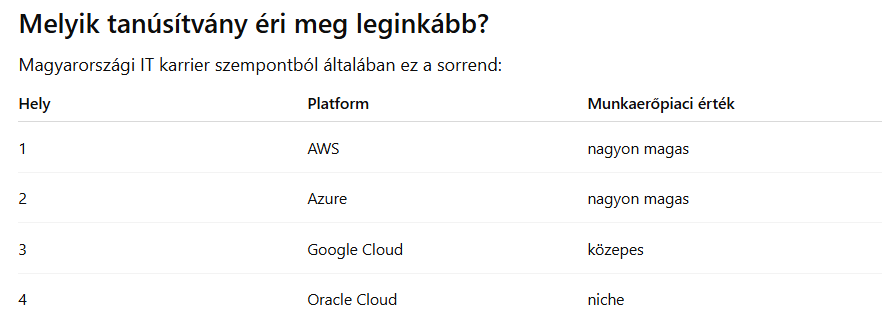 Melyik tanúsítvány éri meg leginkább?
Magyarországi IT karrier szempontból általában ez a sorrend:
Hely Platform Munkaerőpiaci érték
1 AWS nagyon magas
2 Azure nagyon magas
3 Google Cloud közepes
4 Oracle Cloud niche